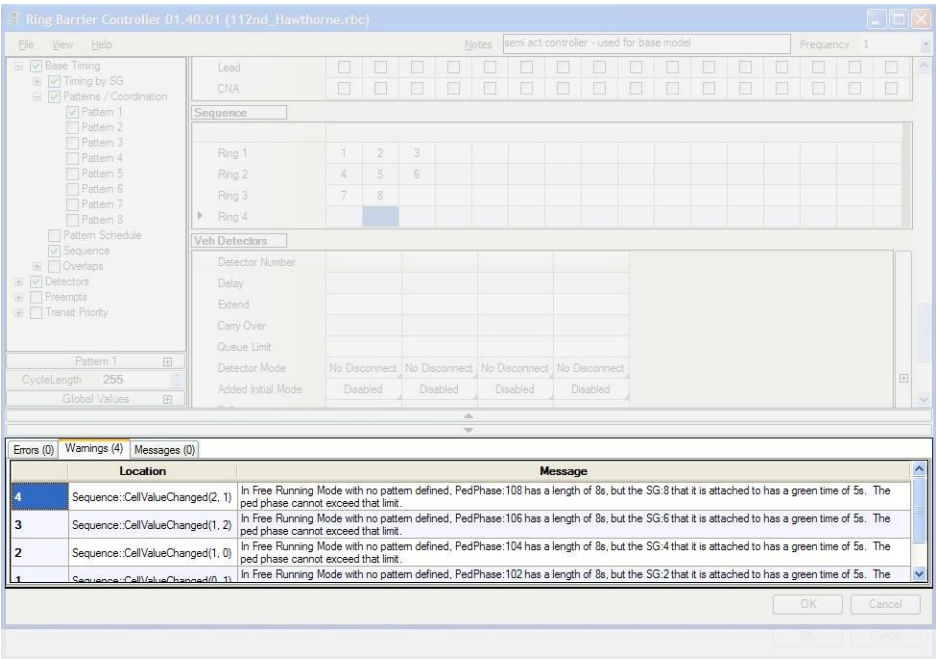 Ring Barrier Controller 01.40.01 (112nd_Hawthorne.rbc)
File View Help Notes semi act controller - used for base model Frequency 1
Base Timing
Timing by SG
Patterns / Coordination
Pattern 1
Pattern 2
Pattern 3
Pattern 4
Pattern 5
Pattern 6
Pattern 7
Pattern 8
Pattern Schedule
Sequence
Overlaps
Detectors
Preempts
Transit Priority
Pattern 1
CycleLength 255
Global Values
Lead
CNA
Sequence
Ring 1 1 2 3
Ring 2 4 5 6
Ring 3 7 8
Ring 4
Veh Detectors
Detector Number
Delay
Extend
Carry Over
Queue Limit
Detector Mode No Disconnect No Disconnect No Disconnect No Disconnect
Added Initial Mode Disabled Disabled Disabled Disabled
Errors (0) Warnings (4) Messages (0)
Location Message
4 Sequence::CellValueChanged(2, 1) In Free Running Mode with no pattern defined, PedPhase:108 has a length of 8s, but the SG:8 that it is attached to has a green time of 5s. The
ped phase cannot exceed that limit.
3 Sequence::CellValueChanged(1, 2) In Free Running Mode with no pattern defined, PedPhase:106 has a length of 8s, but the SG:6 that it is attached to has a green time of 5s. The
ped phase cannot exceed that limit.
2 Sequence::CellValueChanged(1, 0) In Free Running Mode with no pattern defined, PedPhase:104 has a length of 8s, but the SG:4 that it is attached to has a green time of 5s. The
ped phase cannot exceed that limit.
1 Sequence::CellValueChanged(0, 1) In Free Running Mode with no pattern defined, PedPhase:102 has a length of 8s, but the SG:2 that it is attached to has a green time of 5s. The
OK Cancel